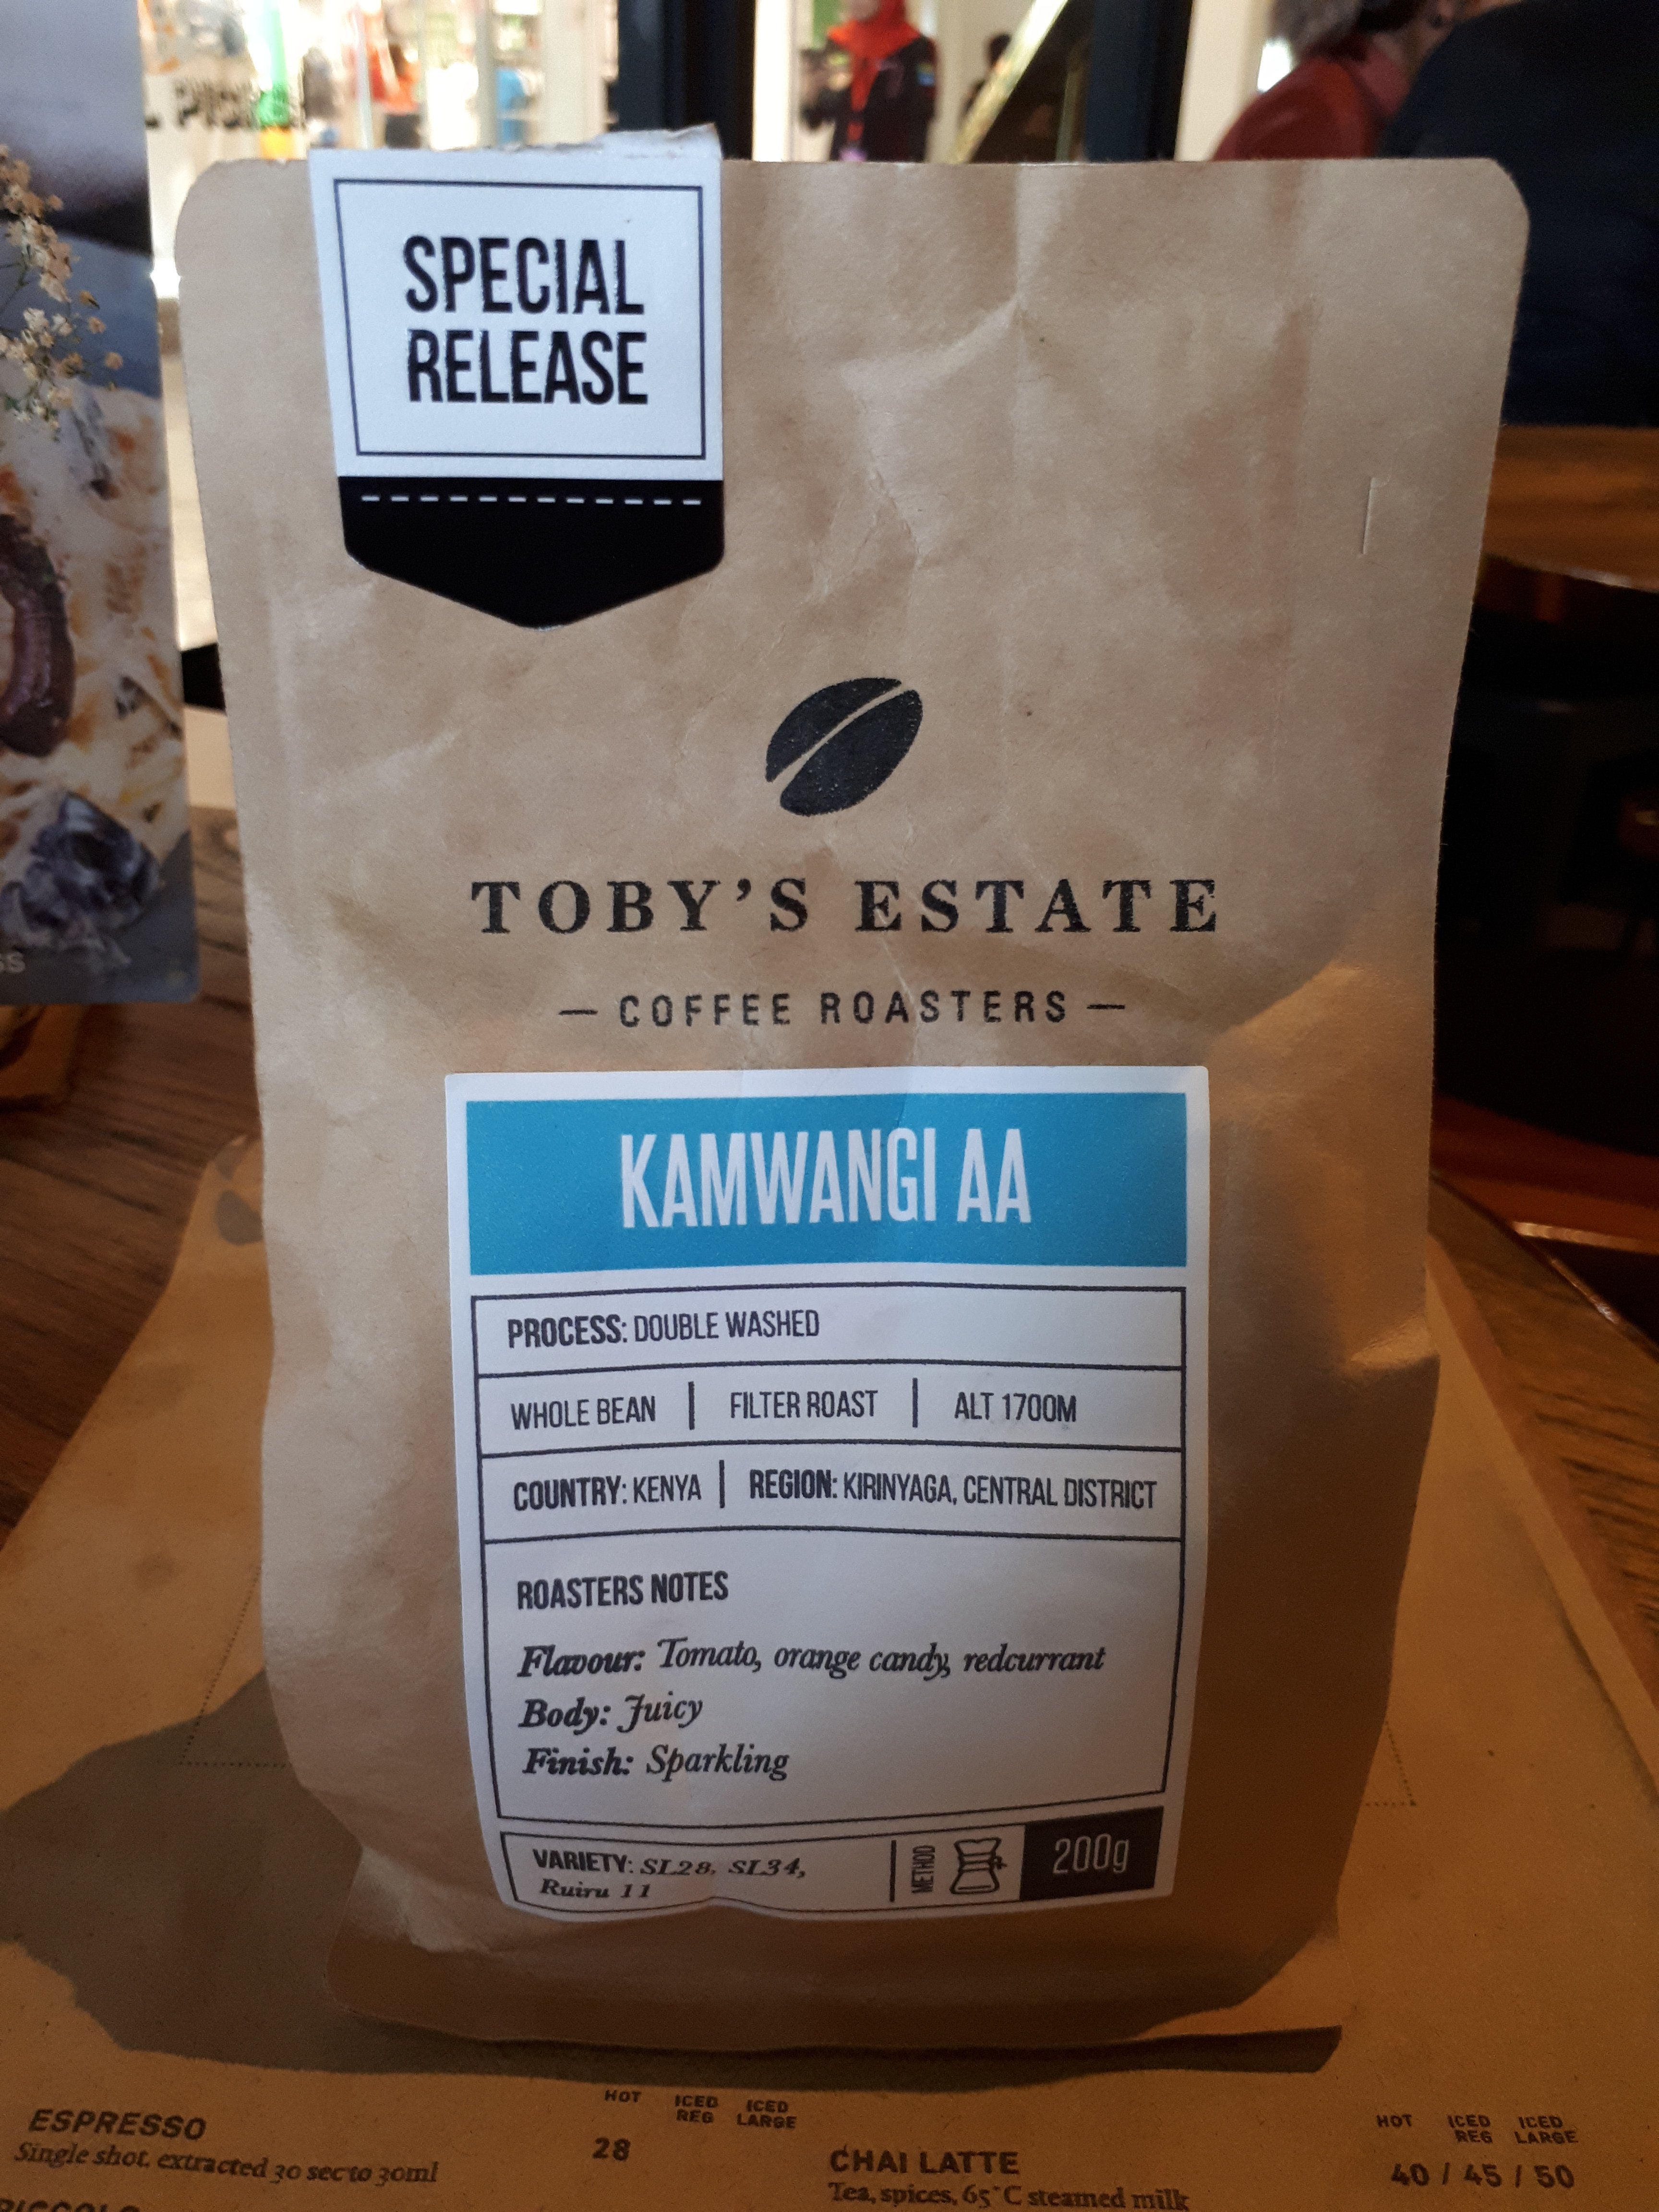 SPECIAL
RELEASE
TOBY'S ESTATE
— COFFEE ROASTERS —
KAMWANGI AA
PROCESS: DOUBLE WASHED
WHOLE BEAN | FILTER ROAST | ALT 1700M
COUNTRY: KENYA | REGION: KIRINYAGA, CENTRAL DISTRICT
ROASTERS NOTES
Flavour: Tomato, orange candy, redcurrant
Body: Juicy
Finish: Sparkling
VARIETY: SL28, SL34,
Ruiru 11
METHOD
200g
HOT ICED REG ICED LARGE
ESPRESSO 28
Single shot, extracted 30 sec to 30ml
HOT ICED REG ICED LARGE
CHAI LATTE 40 / 45 / 50
Tea, spices, 65°C steamed milk